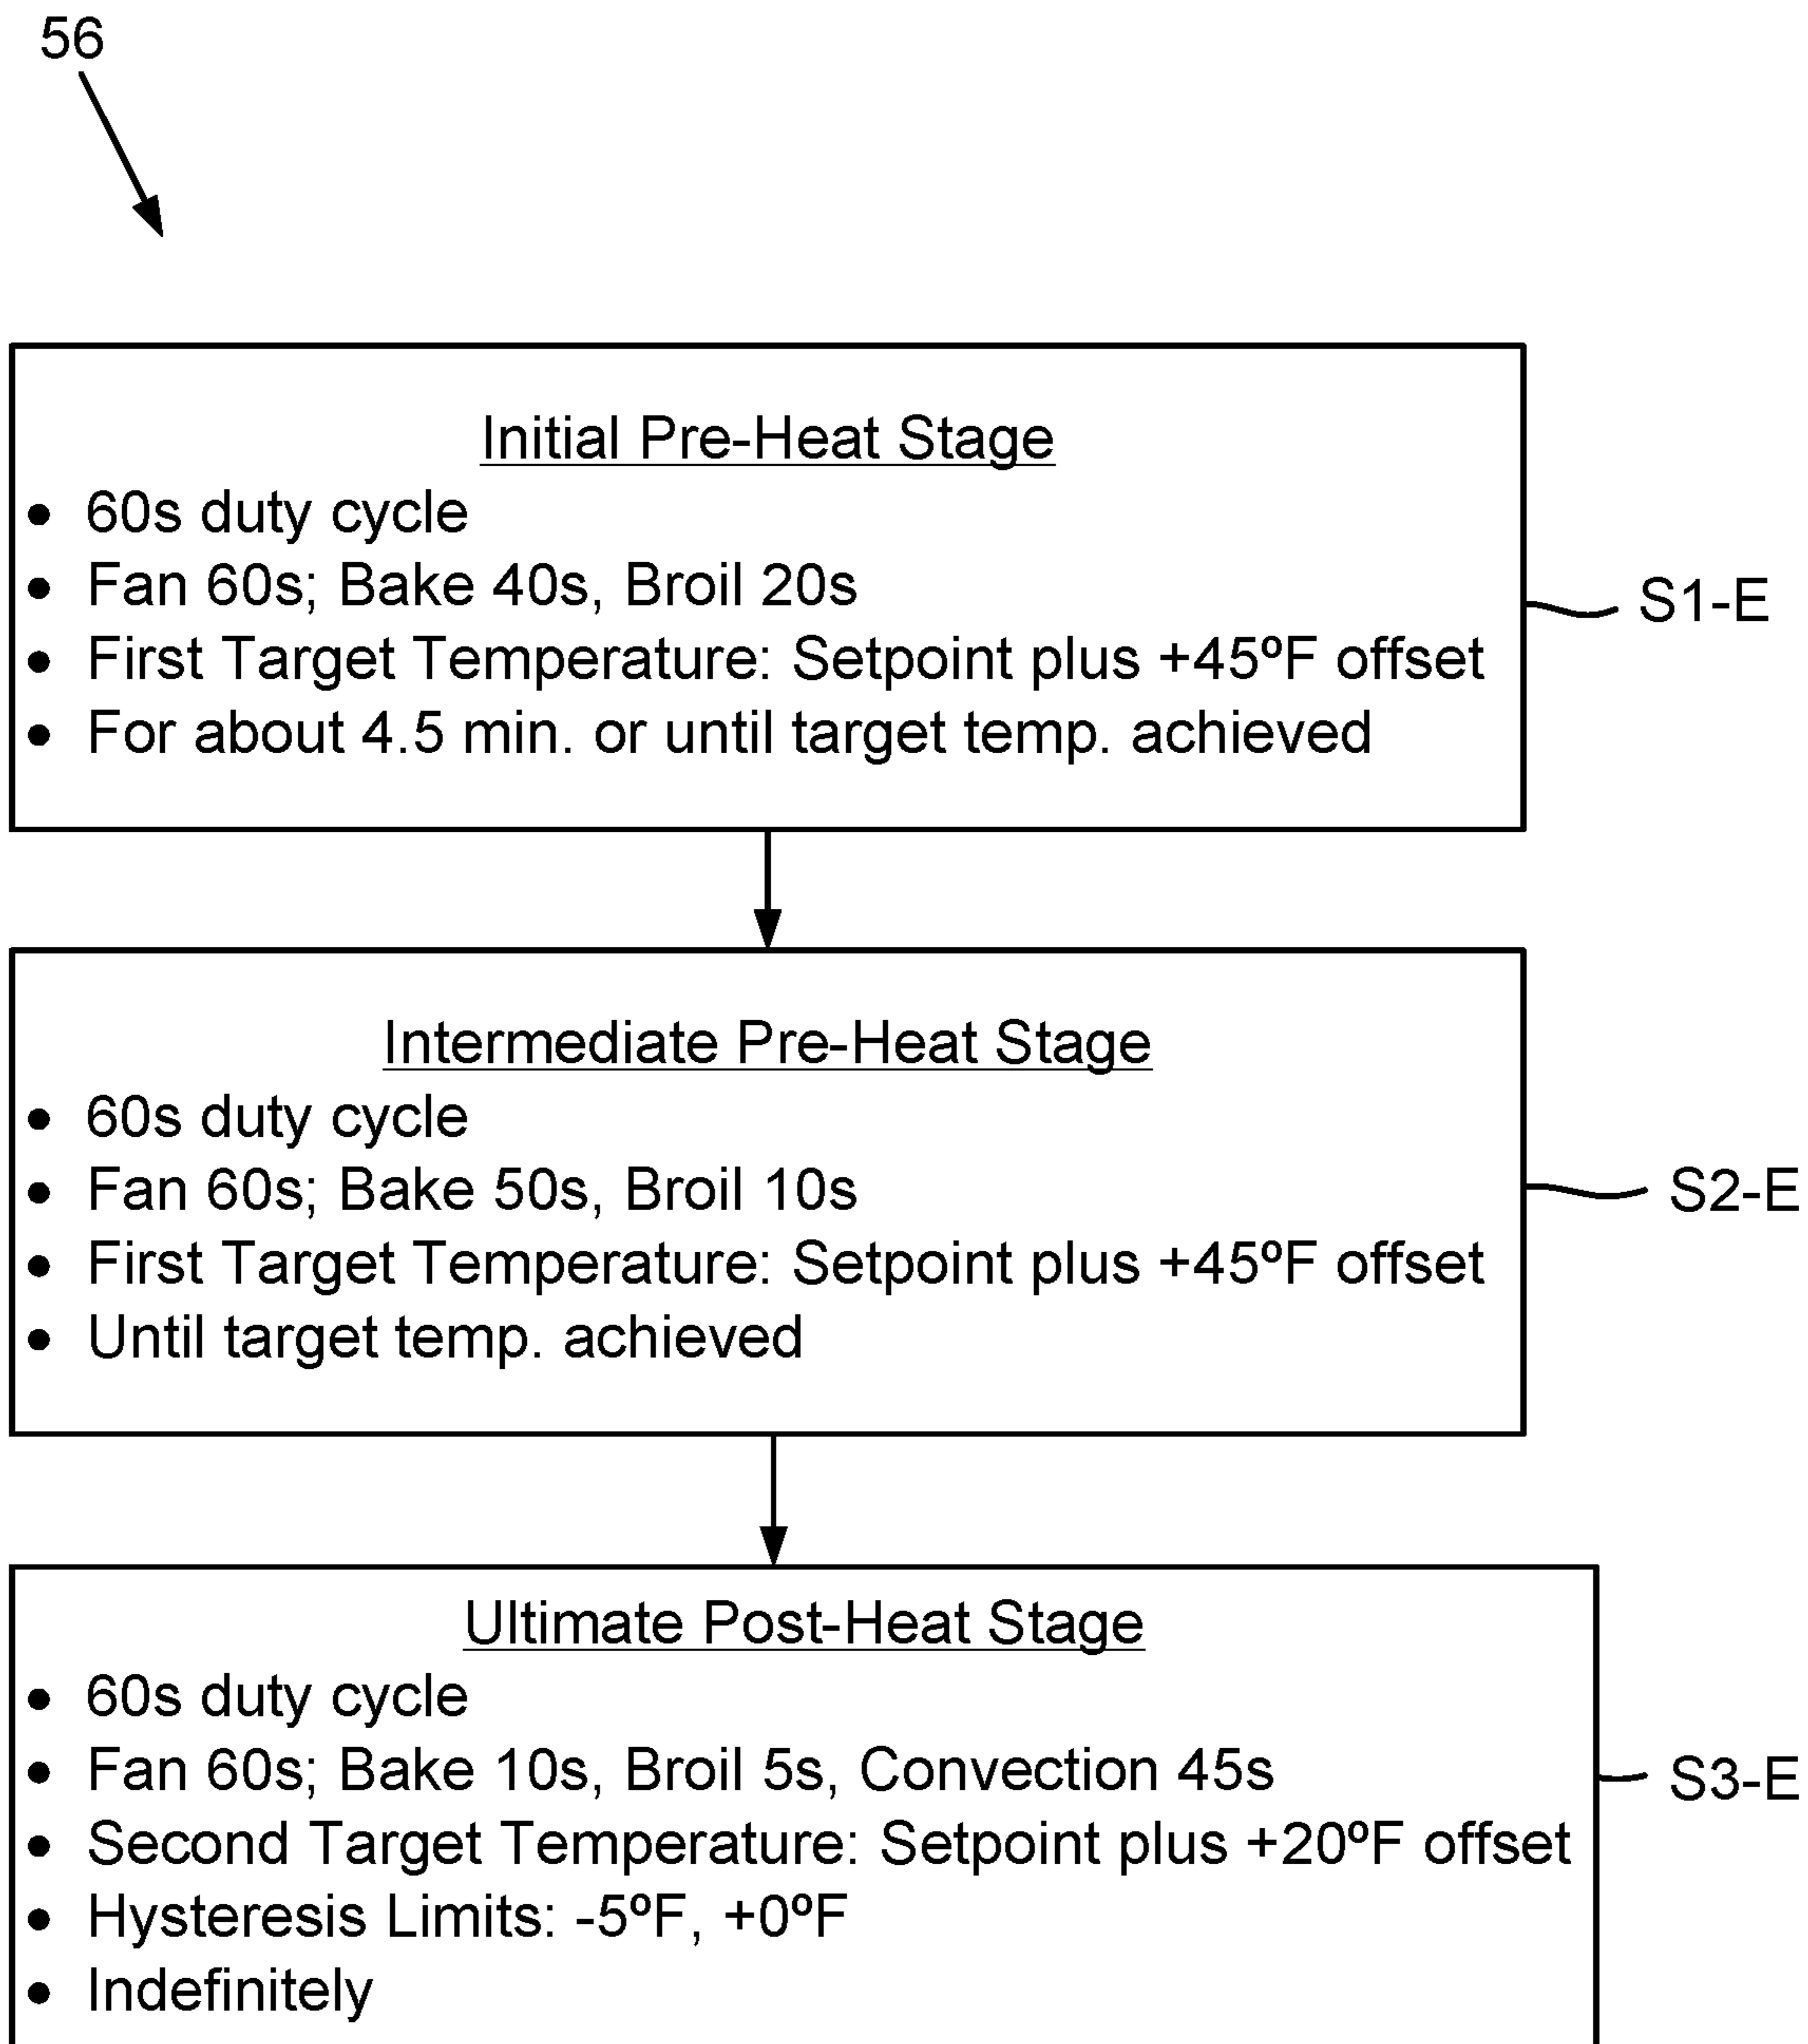 56
Initial Pre-Heat Stage
• 60s duty cycle
• Fan 60s; Bake 40s, Broil 20s
• First Target Temperature: Setpoint plus +45ºF offset
• For about 4.5 min. or until target temp. achieved
S1-E
Intermediate Pre-Heat Stage
• 60s duty cycle
• Fan 60s; Bake 50s, Broil 10s
• First Target Temperature: Setpoint plus +45ºF offset
• Until target temp. achieved
S2-E
Ultimate Post-Heat Stage
• 60s duty cycle
• Fan 60s; Bake 10s, Broil 5s, Convection 45s
• Second Target Temperature: Setpoint plus +20ºF offset
• Hysteresis Limits: -5ºF, +0ºF
• Indefinitely
S3-E